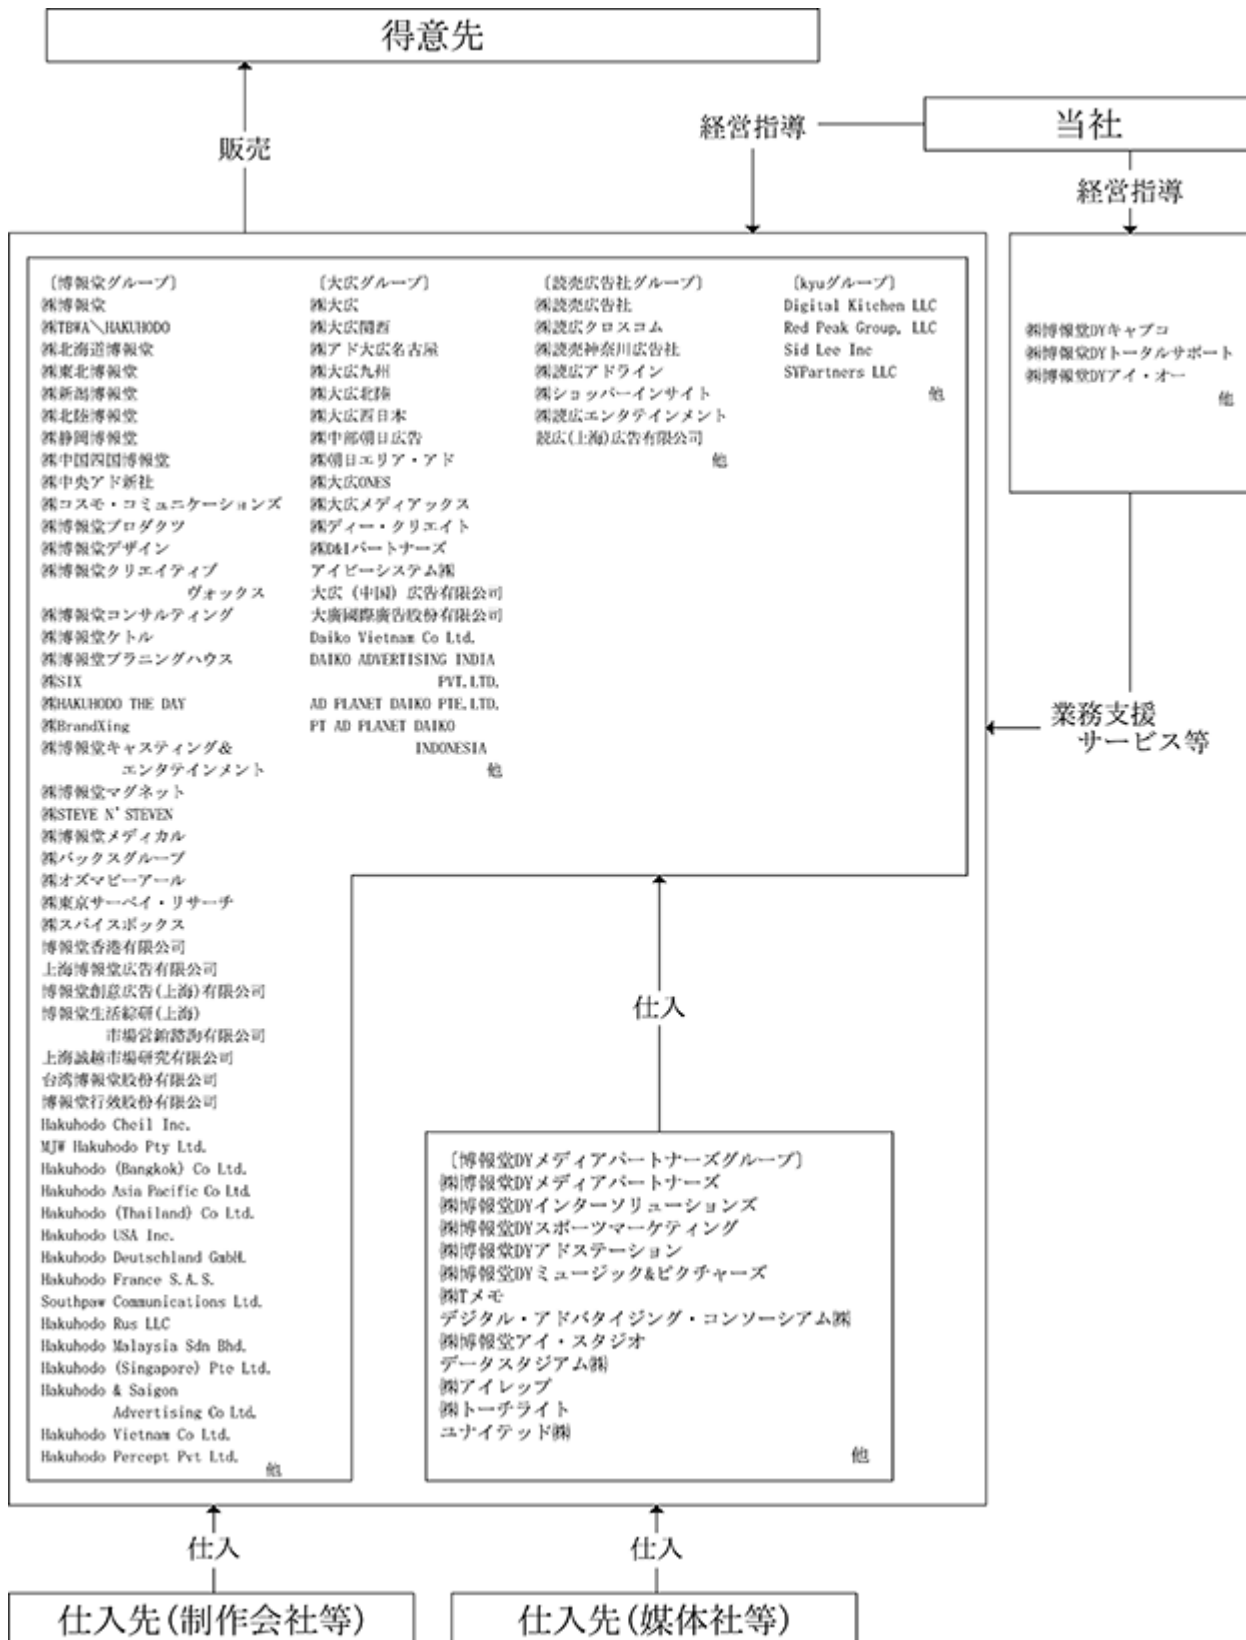 得意先
販売
経営指導
当社
経営指導
〔博報堂グループ〕
㈱博報堂
㈱TBWA＼HAKUHODO
㈱北海道博報堂
㈱東北博報堂
㈱新潟博報堂
㈱北陸博報堂
㈱静岡博報堂
㈱中国四国博報堂
㈱中央アド新社
㈱コスモ・コミュニケーションズ
㈱博報堂プロダクツ
㈱博報堂デザイン
㈱博報堂クリエイティブ
ヴォックス
㈱博報堂コンサルティング
㈱博報堂ケトル
㈱博報堂プラニングハウス
㈱SIX
㈱HAKUHODO THE DAY
㈱BrandXing
㈱博報堂キャスティング&
エンタテインメント
㈱博報堂マグネット
㈱STEVE N' STEVEN
㈱博報堂メディカル
㈱バックスグループ
㈱オズマピーアール
㈱東京サーベイ・リサーチ
㈱スパイスボックス
博報堂香港有限公司
上海博報堂広告有限公司
博報堂創意広告(上海)有限公司
博報堂生活綜研(上海)
市場営銷諮詢有限公司
上海誠越市場研究有限公司
台湾博報堂股份有限公司
博報堂行效股份有限公司
Hakuhodo Cheil Inc.
MJW Hakuhodo Pty Ltd.
Hakuhodo (Bangkok) Co Ltd.
Hakuhodo Asia Pacific Co Ltd.
Hakuhodo (Thailand) Co Ltd.
Hakuhodo USA Inc.
Hakuhodo Deutschland GmbH.
Hakuhodo France S.A.S.
Southpaw Communications Ltd.
Hakuhodo Rus LLC
Hakuhodo Malaysia Sdn Bhd.
Hakuhodo (Singapore) Pte Ltd.
Hakuhodo & Saigon
Advertising Co Ltd.
Hakuhodo Vietnam Co Ltd.
Hakuhodo Percept Pvt Ltd.
他
〔大広グループ〕
㈱大広
㈱大広関西
㈱アド大広名古屋
㈱大広九州
㈱大広北陸
㈱大広西日本
㈱中部朝日広告
㈱朝日エリア・アド
㈱大広ONES
㈱大広メディアックス
㈱ディー・クリエイト
㈱D&Iパートナーズ
アイビーシステム㈱
大広（中国）広告有限公司
大廣國際廣告股份有限公司
Daiko Vietnam Co Ltd.
DAIKO ADVERTISING INDIA
PVT.LTD.
AD PLANET DAIKO PTE.LTD.
PT AD PLANET DAIKO
INDONESIA
他
〔読売広告社グループ〕
㈱読売広告社
㈱読広クロスコム
㈱読売神奈川広告社
㈱読広アドライン
㈱ショッパーインサイト
㈱読広エンタテインメント
読広(上海)広告有限公司
他
〔kyuグループ〕
Digital Kitchen LLC
Red Peak Group, LLC
Sid Lee Inc
SYPartners LLC
他
㈱博報堂DYキャプコ
㈱博報堂DYトータルサポート
㈱博報堂DYアイ・オー
他
業務支援
サービス等
仕入
〔博報堂DYメディアパートナーズグループ〕
㈱博報堂DYメディアパートナーズ
㈱博報堂DYインターソリューションズ
㈱博報堂DYスポーツマーケティング
㈱博報堂DYアドステーション
㈱博報堂DYミュージック&ピクチャーズ
㈱Tメモ
デジタル・アドバタイジング・コンソーシアム㈱
㈱博報堂アイ・スタジオ
データスタジアム㈱
㈱アイレップ
㈱トーチライト
ユナイテッド㈱
他
仕入
仕入
仕入先(制作会社等)
仕入先(媒体社等)